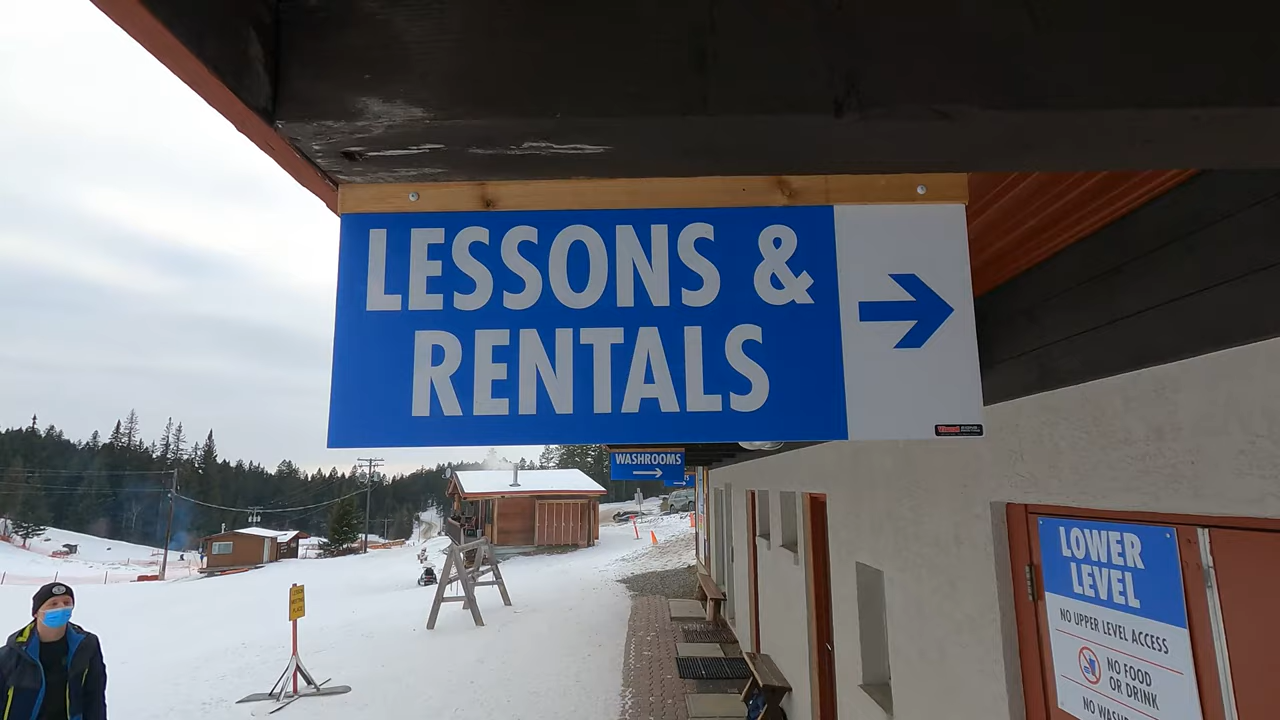 LESSONS &
RENTALS
WASHROOMS
LOWER
LEVEL
NO UPPER LEVEL ACCESS
NO FOOD
OR DRINK